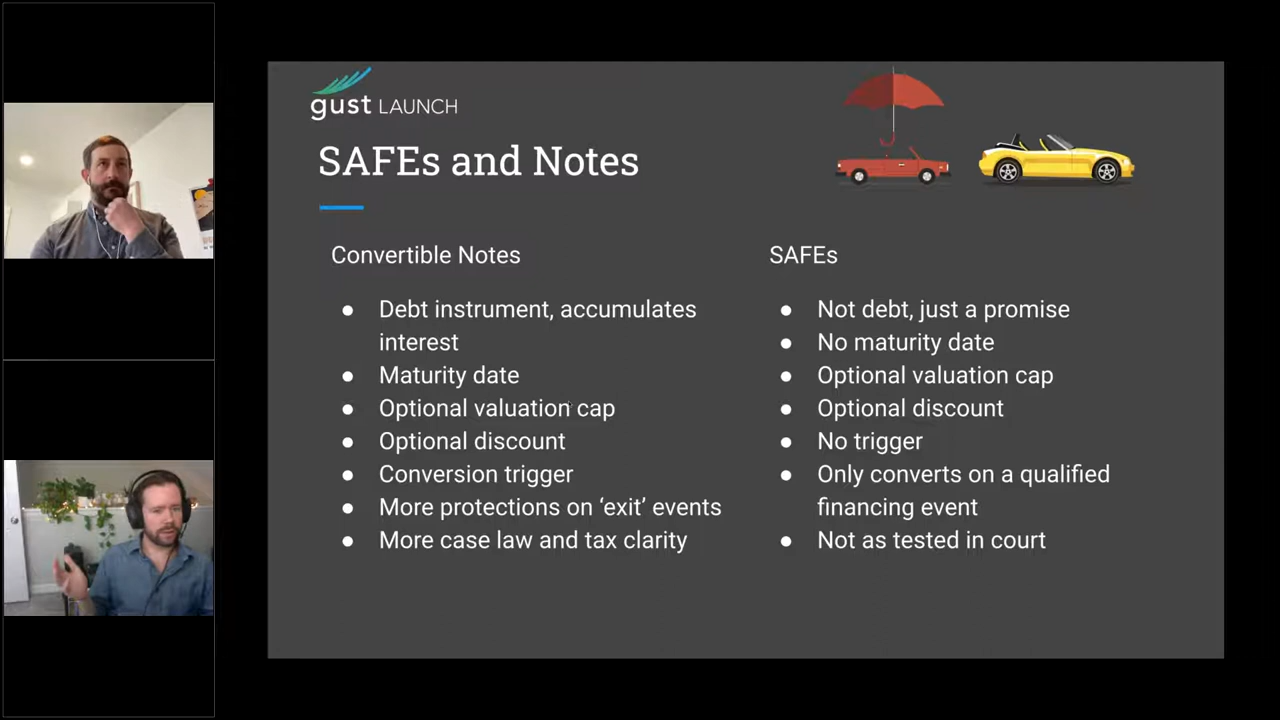 gust LAUNCH
SAFEs and Notes
Convertible Notes
● Debt instrument, accumulates
interest
● Maturity date
● Optional valuation cap
● Optional discount
● Conversion trigger
● More protections on ‘exit’ events
● More case law and tax clarity
SAFEs
● Not debt, just a promise
● No maturity date
● Optional valuation cap
● Optional discount
● No trigger
● Only converts on a qualified
financing event
● Not as tested in court